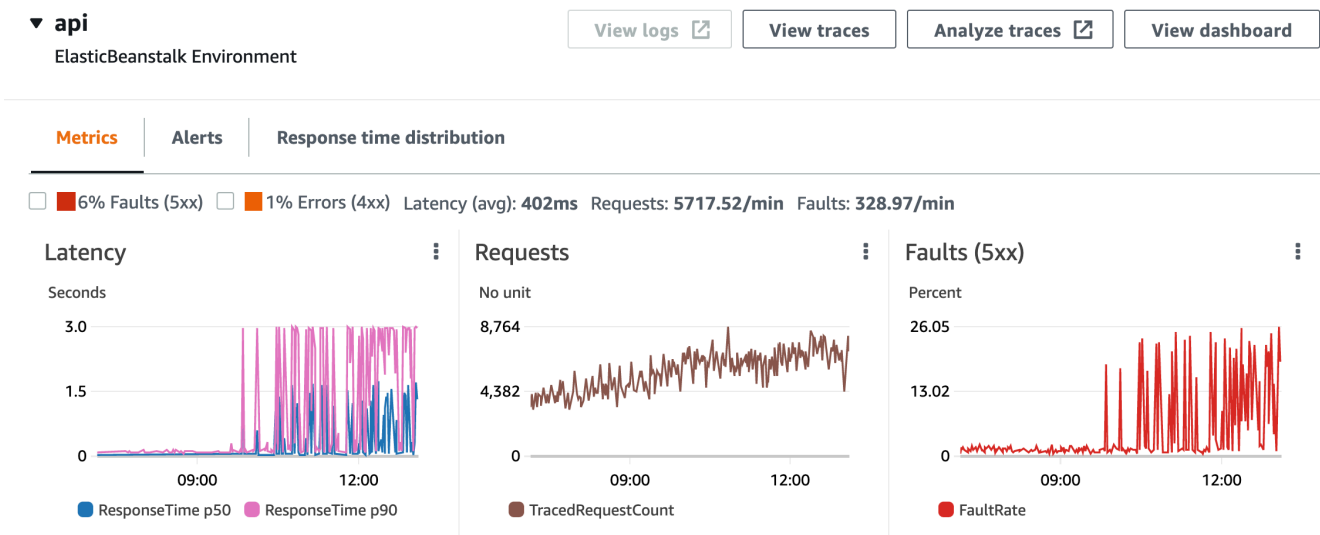 api
View logs
View traces
Analyze traces
View dashboard
ElasticBeanstalk Environment
Metrics
Alerts
Response time distribution
6% Faults (5xx) 1% Errors (4xx) Latency (avg): 402ms Requests: 5717.52/min Faults: 328.97/min
Latency
Seconds
3.0
1.5
0
09:00 12:00
ResponseTime p50 ResponseTime p90
Requests
No unit
8,764
4,382
0
09:00 12:00
TracedRequestCount
Faults (5xx)
Percent
26.05
13.02
0
09:00 12:00
FaultRate